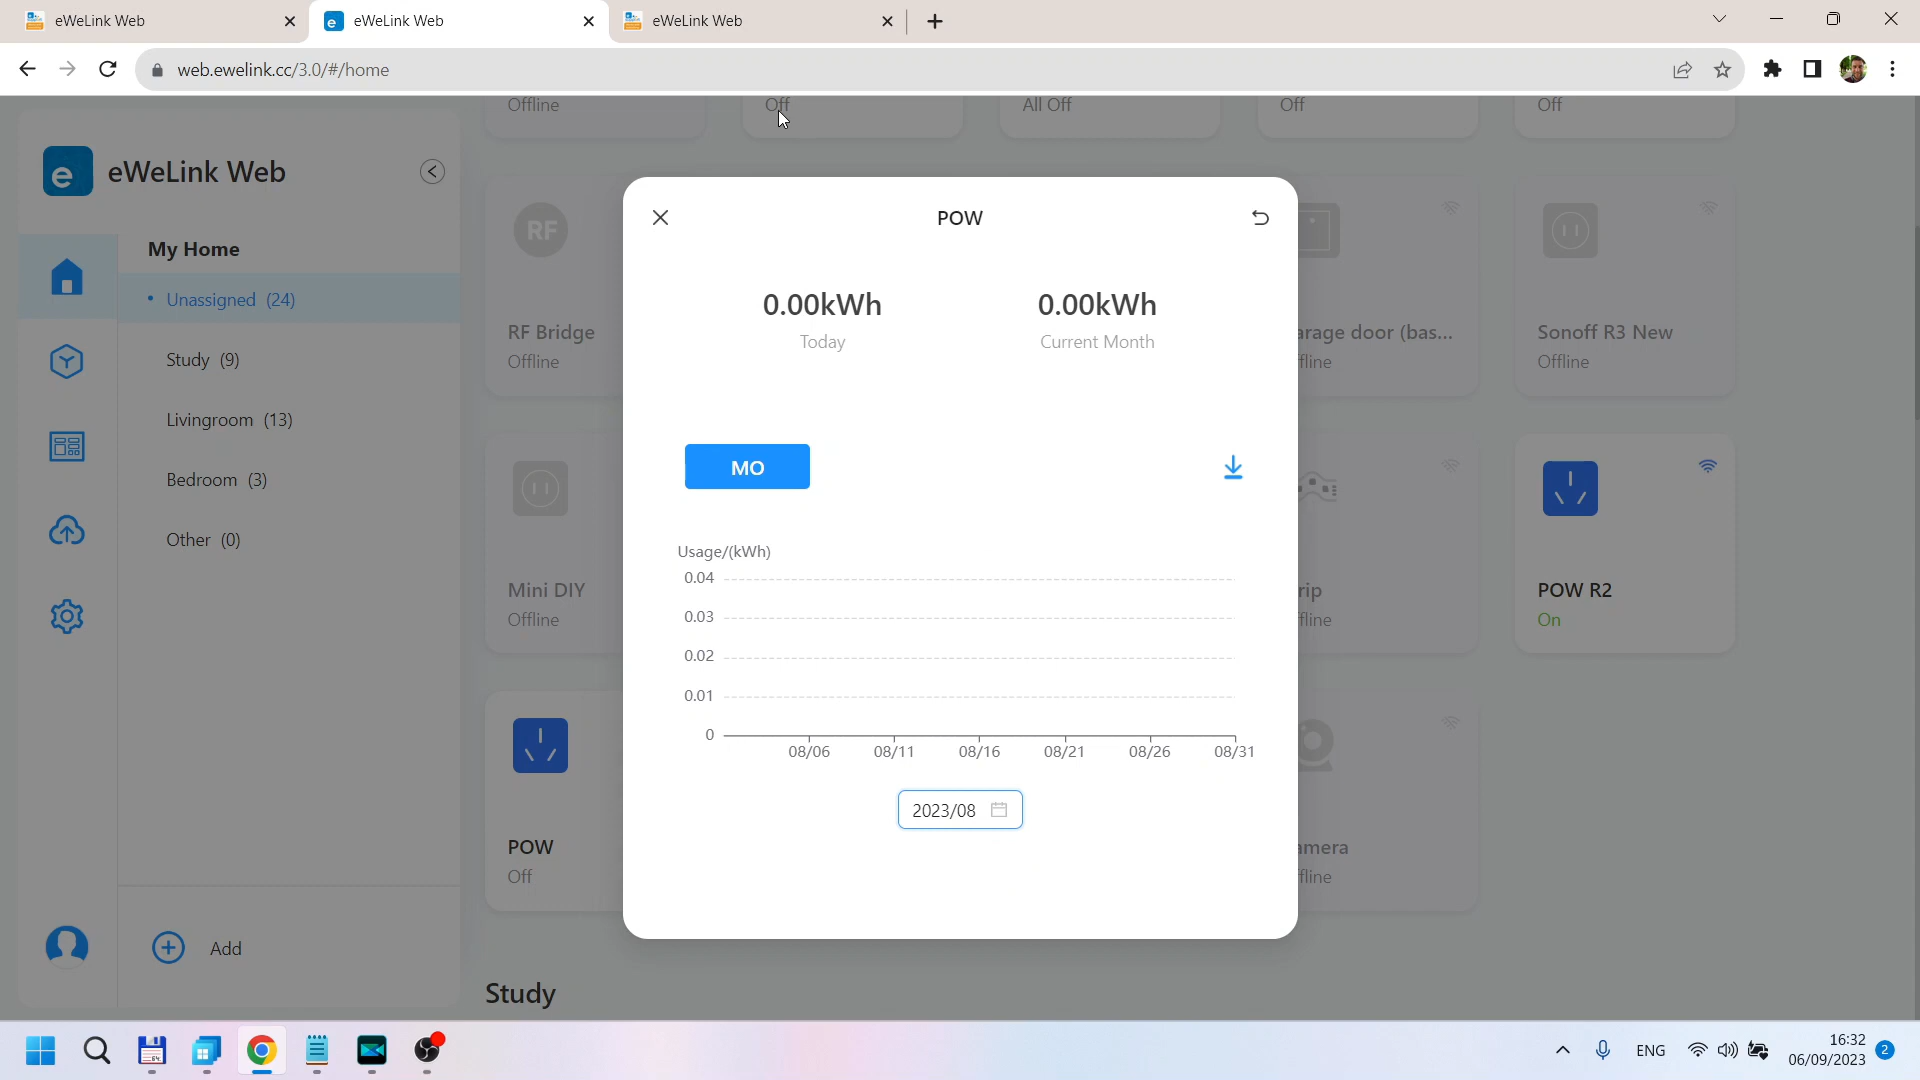 eWeLink Web
eWeLink Web
eWeLink Web
web.ewelink.cc/3.0/#/home
Offline
Off
All Off
Off
Off
e
eWeLink Web
My Home
Unassigned (24)
Study (9)
Livingroom (13)
Bedroom (3)
Other (0)
Add
RF
RF Bridge
Offline
arage door (bas...
fline
Sonoff R3 New
Offline
Mini DIY
Offline
rip
fline
POW R2
On
POW
Off
amera
fline
Study
POW
0.00kWh
Today
0.00kWh
Current Month
MO
Usage/(kWh)
0.04
0.03
0.02
0.01
0
08/06 08/11 08/16 08/21 08/26 08/31
2023/08
64
ENG
16:32
06/09/2023
2